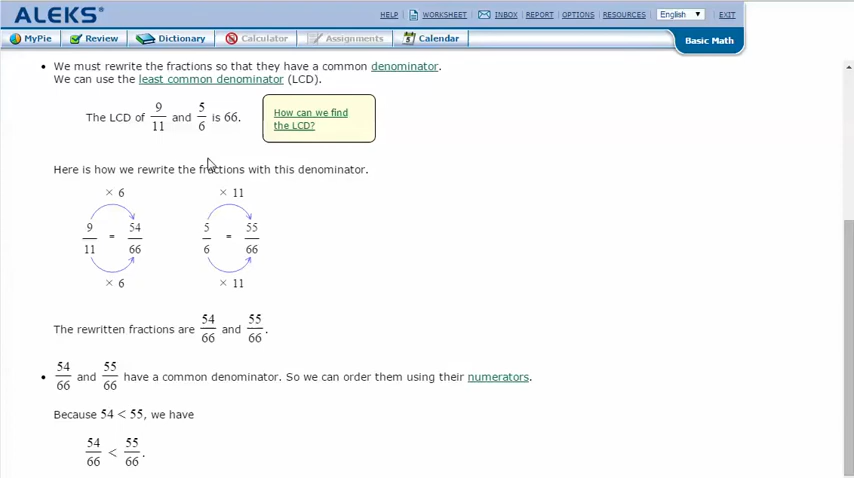 ALEKS®
HELP WORKSHEET INBOX REPORT OPTIONS RESOURCES English EXIT
MyPie Review Dictionary Calculator Assignments 5 Calendar Basic Math
• We must rewrite the fractions so that they have a common denominator.
We can use the least common denominator (LCD).
The LCD of 9/11 and 5/6 is 66.
How can we find
the LCD?
Here is how we rewrite the fractions with this denominator.
× 6 × 11
9/11 = 54/66 5/6 = 55/66
× 6 × 11
The rewritten fractions are 54/66 and 55/66.
• 54/66 and 55/66 have a common denominator. So we can order them using their numerators.
Because 54 < 55, we have
54/66 < 55/66.